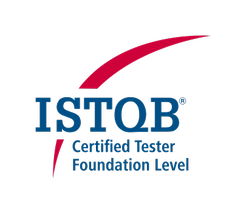 ISTQB®
Certified Tester
Foundation Level